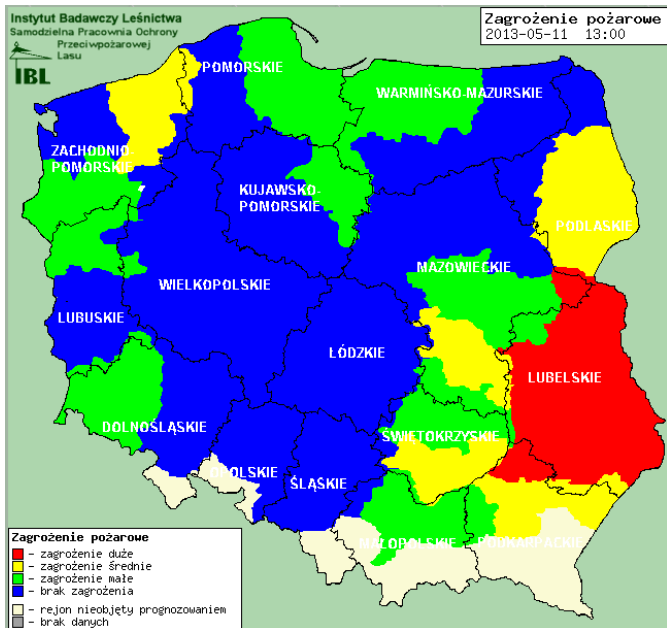 Instytut Badawczy Leśnictwa
Samodzielna Pracownia Ochrony
Przeciwpożarowej
Lasu
IBL
Zagrożenie pożarowe
2013-05-11 13:00
POMORSKIE
WARMIŃSKO-MAZURSKIE
ZACHODNIO
POMORSKIE
KUJAWSKO-
POMORSKIE
PODLASKIE
MAZOWIECKIE
WIELKOPOLSKIE
LUBUSKIE
ŁÓDZKIE
LUBELSKIE
DOLNOŚLĄSKIE
ŚWIĘTOKRZYSKIE
OPOLSKIE
ŚLĄSKIE
MAŁOPOLSKIE
PODKARPACKIE
Zagrożenie pożarowe
- zagrożenie duże
- zagrożenie średnie
- zagrożenie małe
- brak zagrożenia
- rejon nieobjęty prognozowaniem
- brak danych